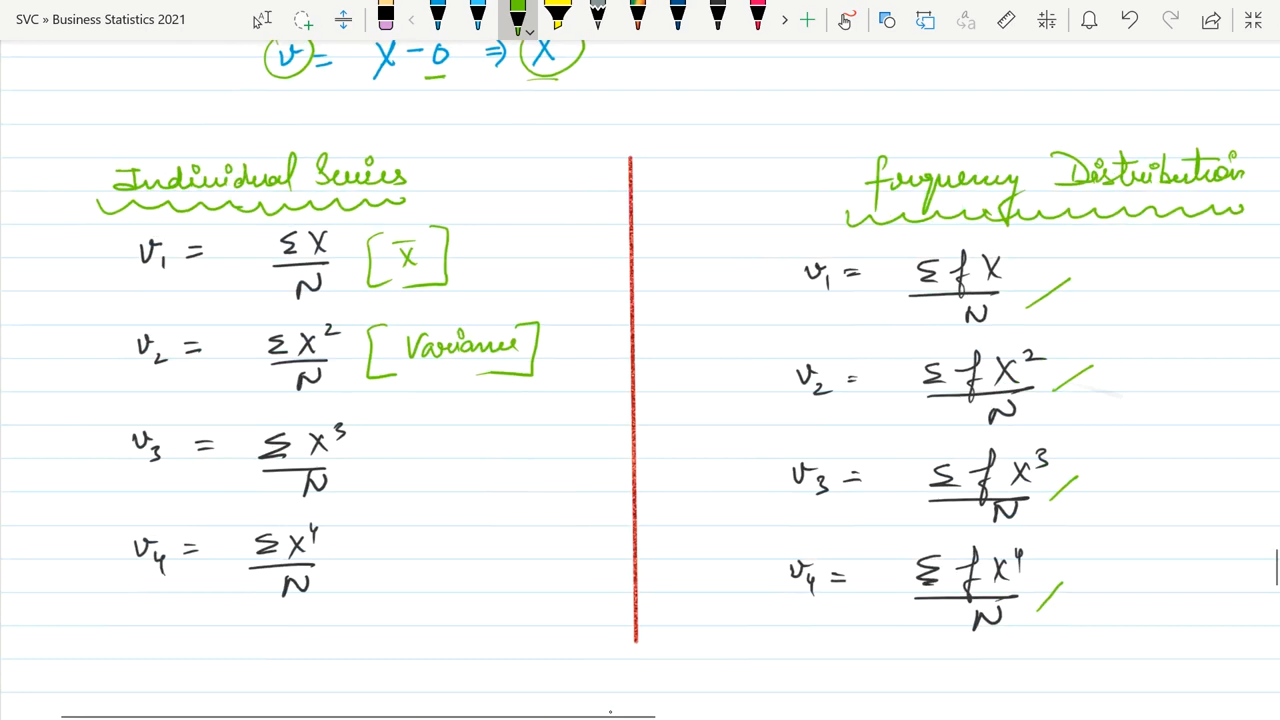 SVC » Business Statistics 2021
v = X - 0 ⇒ X
Individual Series
v₁ = ΣX / N [X̄]
v₂ = ΣX² / N [Variance]
v₃ = ΣX³ / N
v₄ = ΣX⁴ / N
frequency Distribution
v₁ = ΣfX / N
v₂ = ΣfX² / N
v₃ = ΣfX³ / N
v₄ = ΣfX⁴ / N